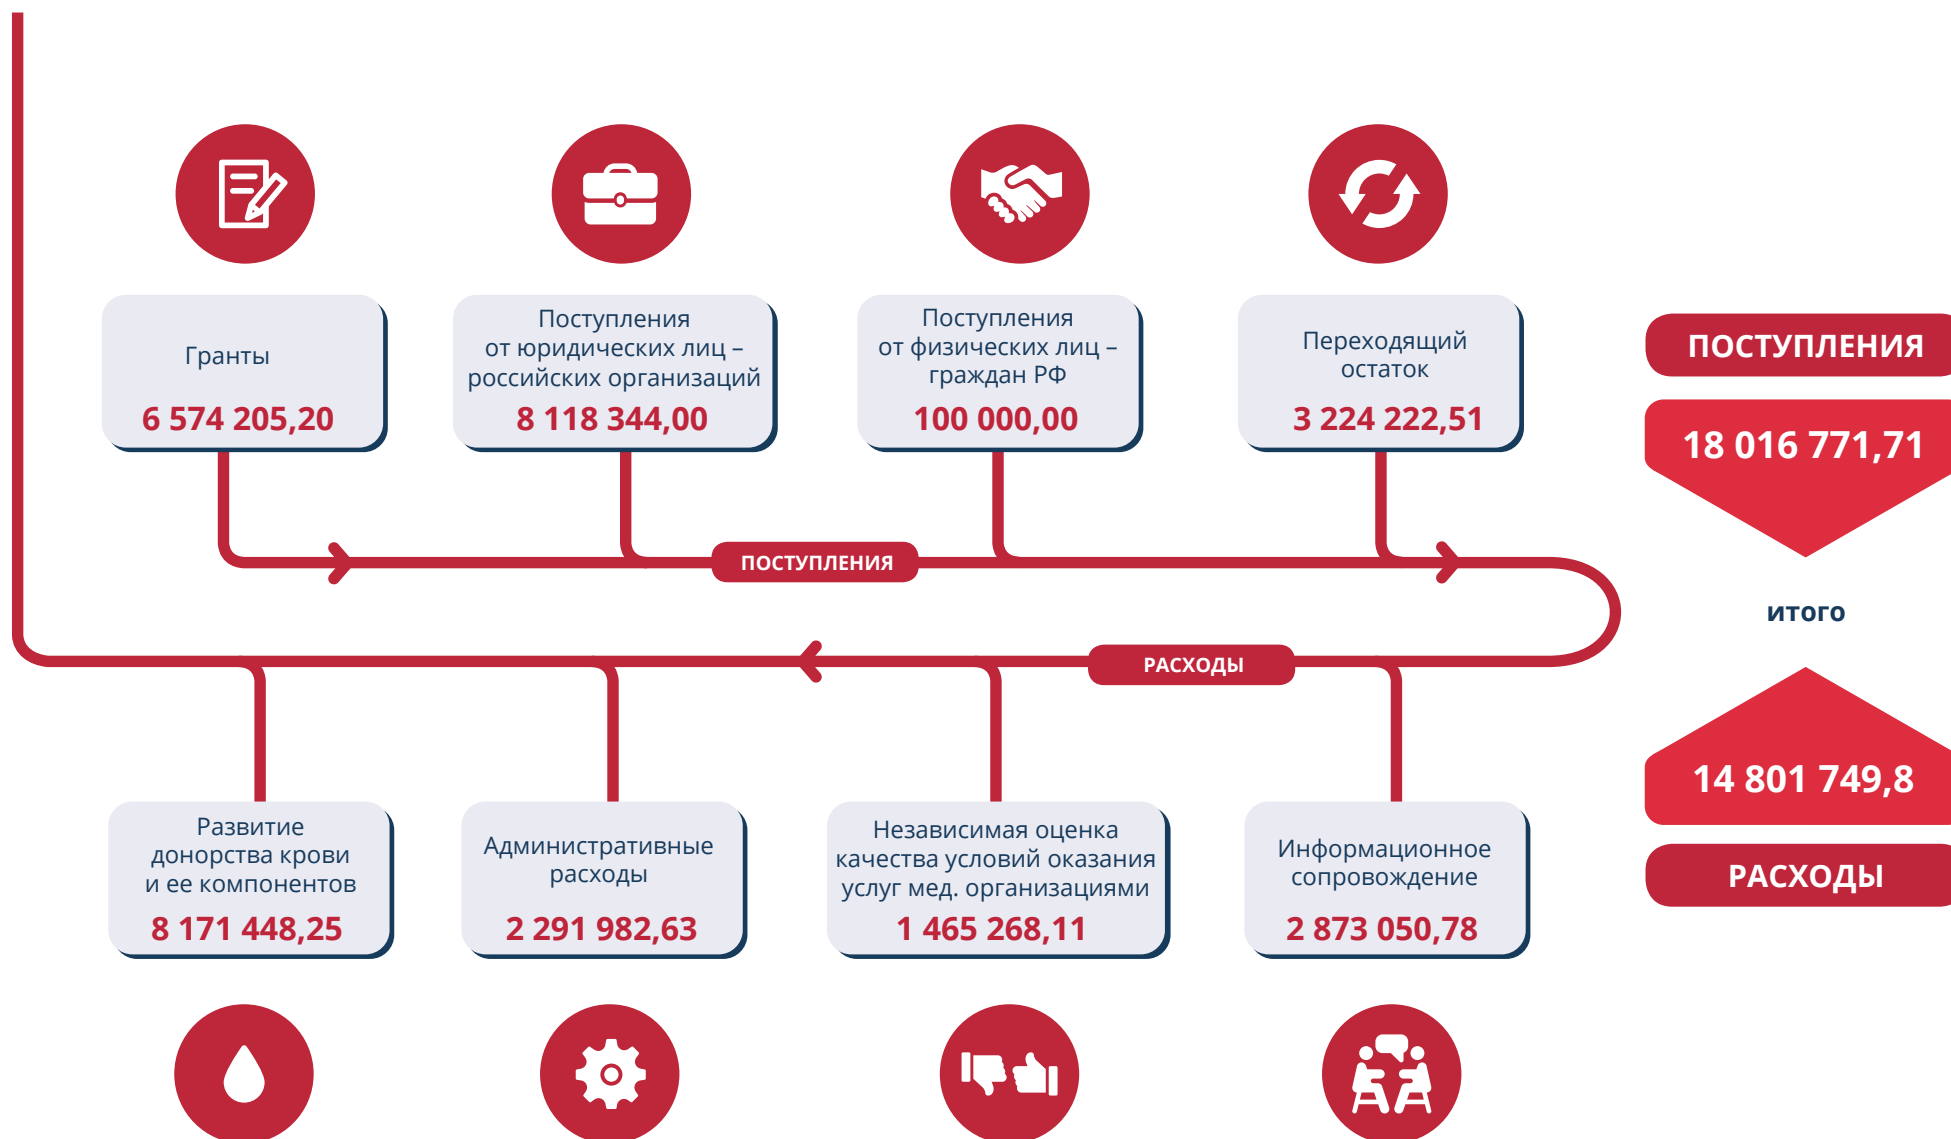 Гранты
6 574 205,20
Поступления
от юридических лиц –
российских организаций
8 118 344,00
Поступления
от физических лиц –
граждан РФ
100 000,00
Переходящий
остаток
3 224 222,51
ПОСТУПЛЕНИЯ
18 016 771,71
ПОСТУПЛЕНИЯ
итого
РАСХОДЫ
Развитие
донорства крови
и ее компонентов
8 171 448,25
Административные
расходы
2 291 982,63
Независимая оценка
качества условий оказания
услуг мед. организациями
1 465 268,11
Информационное
сопровождение
2 873 050,78
14 801 749,8
РАСХОДЫ